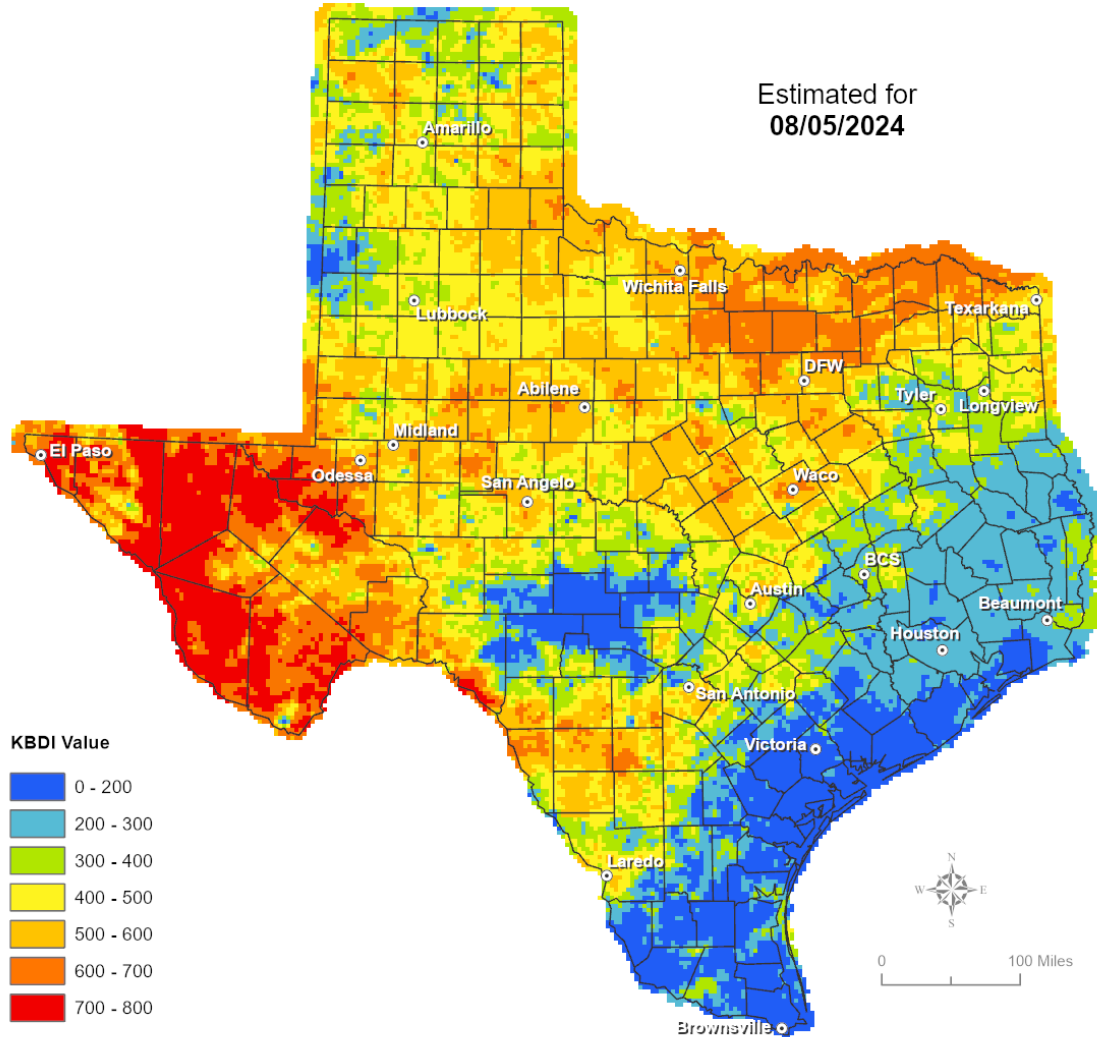 Estimated for
08/05/2024
Amarillo
Wichita Falls
Lubbock
Texarkana
DFW
Abilene
Tyler
Longview
Midland
El Paso
Odessa
San Angelo
Waco
BCS
Austin
Beaumont
Houston
San Antonio
Victoria
Laredo
Brownsville
KBDI Value
0 - 200
200 - 300
300 - 400
400 - 500
500 - 600
600 - 700
700 - 800
N
W
E
S
0
100 Miles